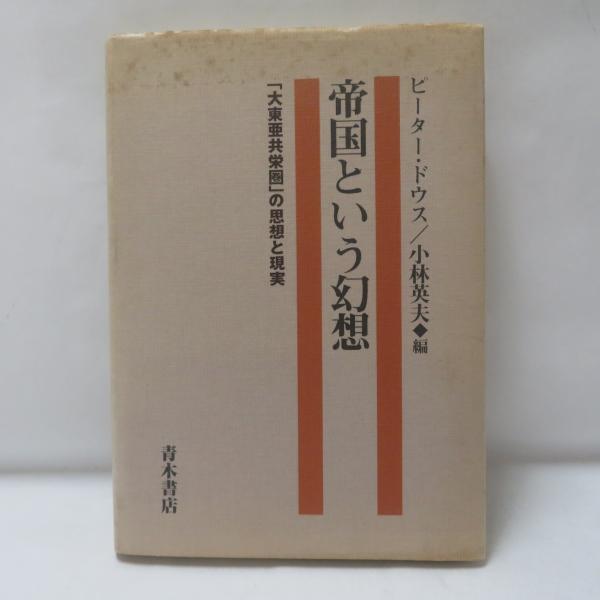 ピーター・ドウス／小林英夫◆編
帝国という幻想
「大東亜共栄圏」の思想と現実
青木書店